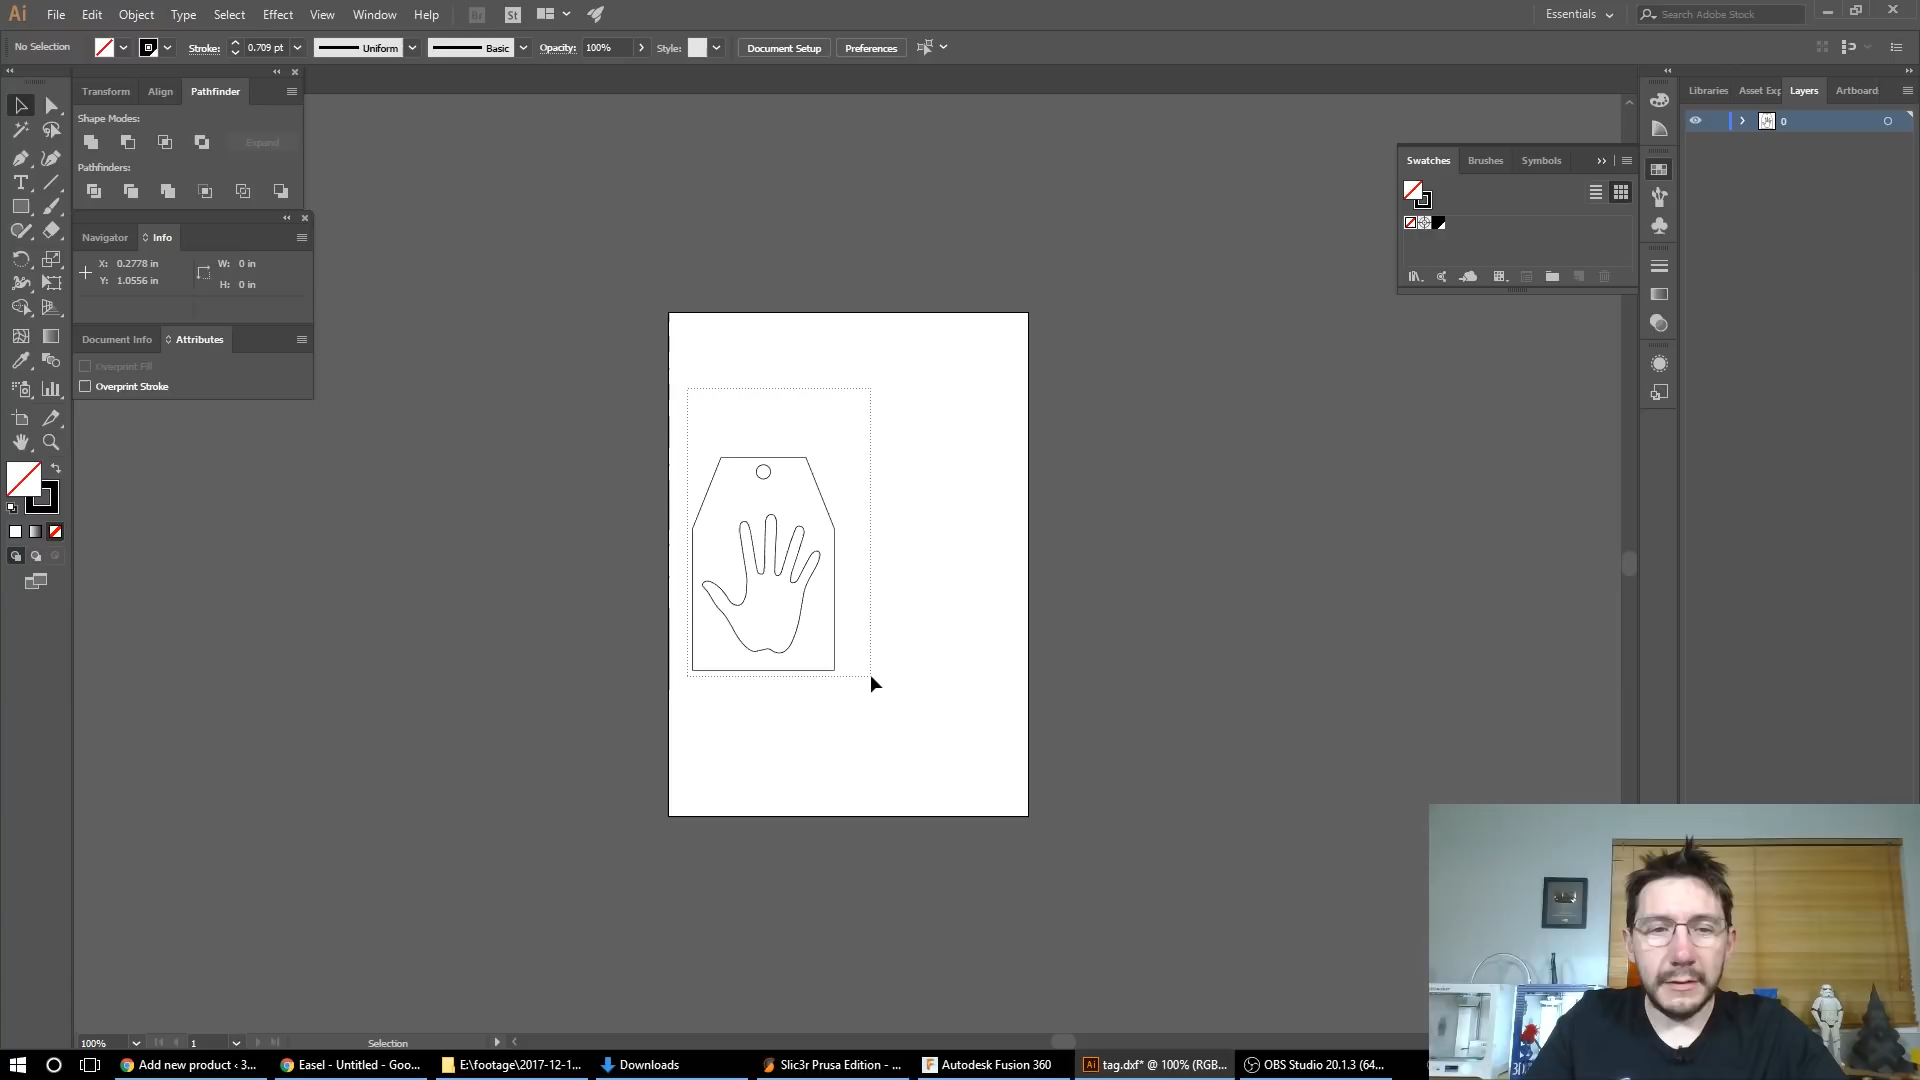 Ai File Edit Object Type Select Effect View Window Help Br St Essentials Search Adobe Stock
No Selection Stroke: 0.709 pt Uniform Basic Opacity: 100% Style: Document Setup Preferences
Transform Align Pathfinder
Shape Modes:
Expand
Pathfinders:
Navigator Info
X: 0.2778 in W: 0 in
Y: 1.0556 in H: 0 in
Document Info Attributes
Overprint Fill
Overprint Stroke
Swatches Brushes Symbols
Libraries Asset Exp Layers Artboard
0
100% 1 Selection
Add new product ‹ 3... Easel - Untitled - Goo... E:\footage\2017-12-1... Downloads Slic3r Prusa Edition - ... Autodesk Fusion 360 Ai tag.dxf* @ 100% (RGB... OBS Studio 20.1.3 (64...